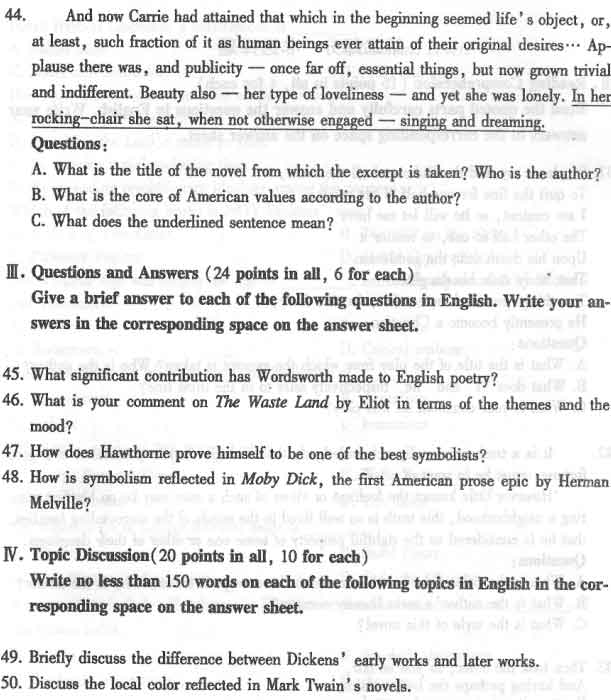 44. And now Carrie had attained that which in the beginning seemed life's object, or,
at least, such fraction of it as human beings ever attain of their original desires··· Ap-
plause there was, and publicity — once far off, essential things, but now grown trivial
and indifferent. Beauty also — her type of loveliness — and yet she was lonely. In her
rocking-chair she sat, when not otherwise engaged — singing and dreaming.
Questions:
A. What is the title of the novel from which the excerpt is taken? Who is the author?
B. What is the core of American values according to the author?
C. What does the underlined sentence mean?
Ⅲ. Questions and Answers (24 points in all, 6 for each)
Give a brief answer to each of the following questions in English. Write your an-
swers in the corresponding space on the answer sheet.
45. What significant contribution has Wordsworth made to English poetry?
46. What is your comment on The Waste Land by Eliot in terms of the themes and the
mood?
47. How does Hawthorne prove himself to be one of the best symbolists?
48. How is symbolism reflected in Moby Dick, the first American prose epic by Herman
Melville?
Ⅳ. Topic Discussion(20 points in all, 10 for each)
Write no less than 150 words on each of the following topics in English in the cor-
responding space on the answer sheet.
49. Briefly discuss the difference between Dickens' early works and later works.
50. Discuss the local color reflected in Mark Twain's novels.